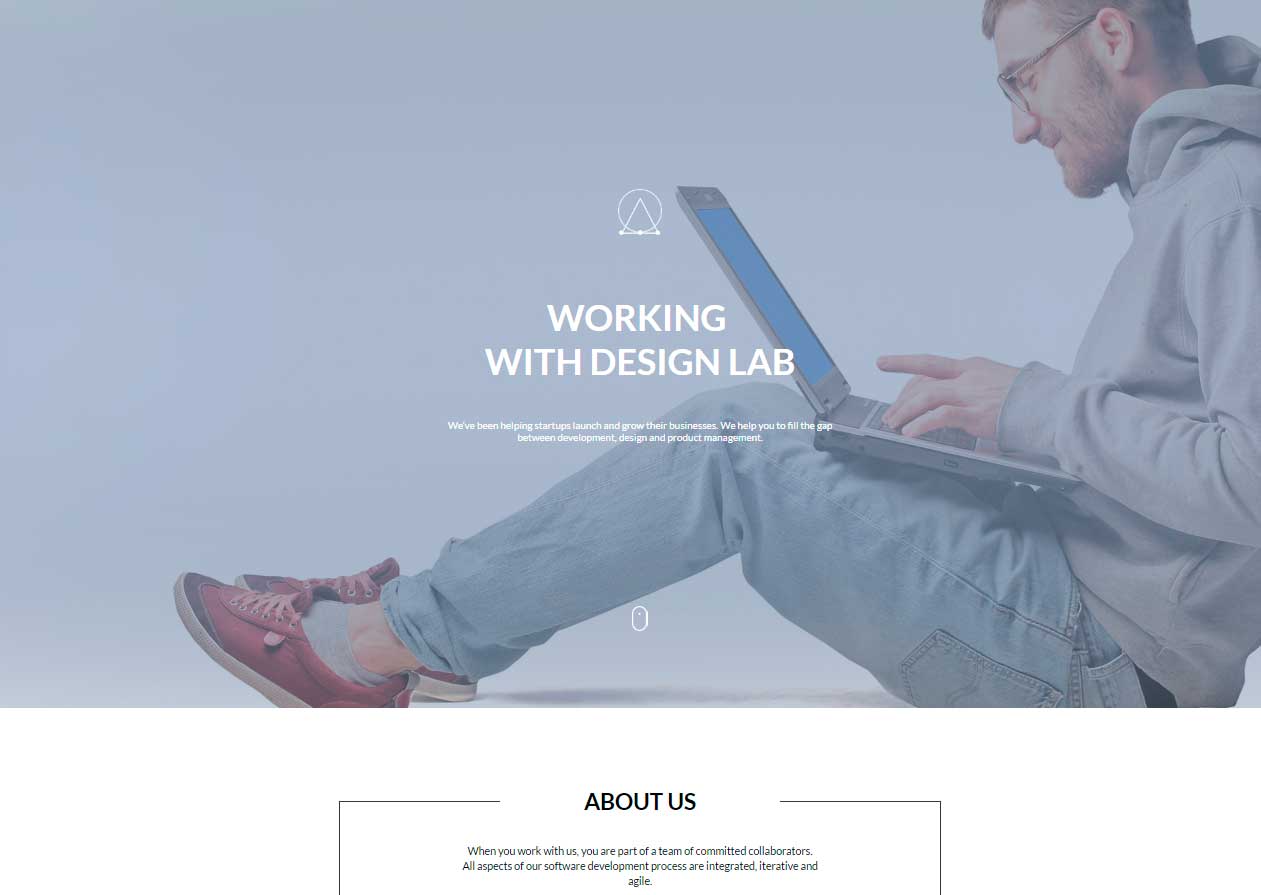 WORKING
WITH DESIGN LAB
We've been helping startups launch and grow their businesses. We help you to fill the gap
between development, design and product management.
ABOUT US
When you work with us, you are part of a team of committed collaborators.
All aspects of our software development process are integrated, iterative and
agile.